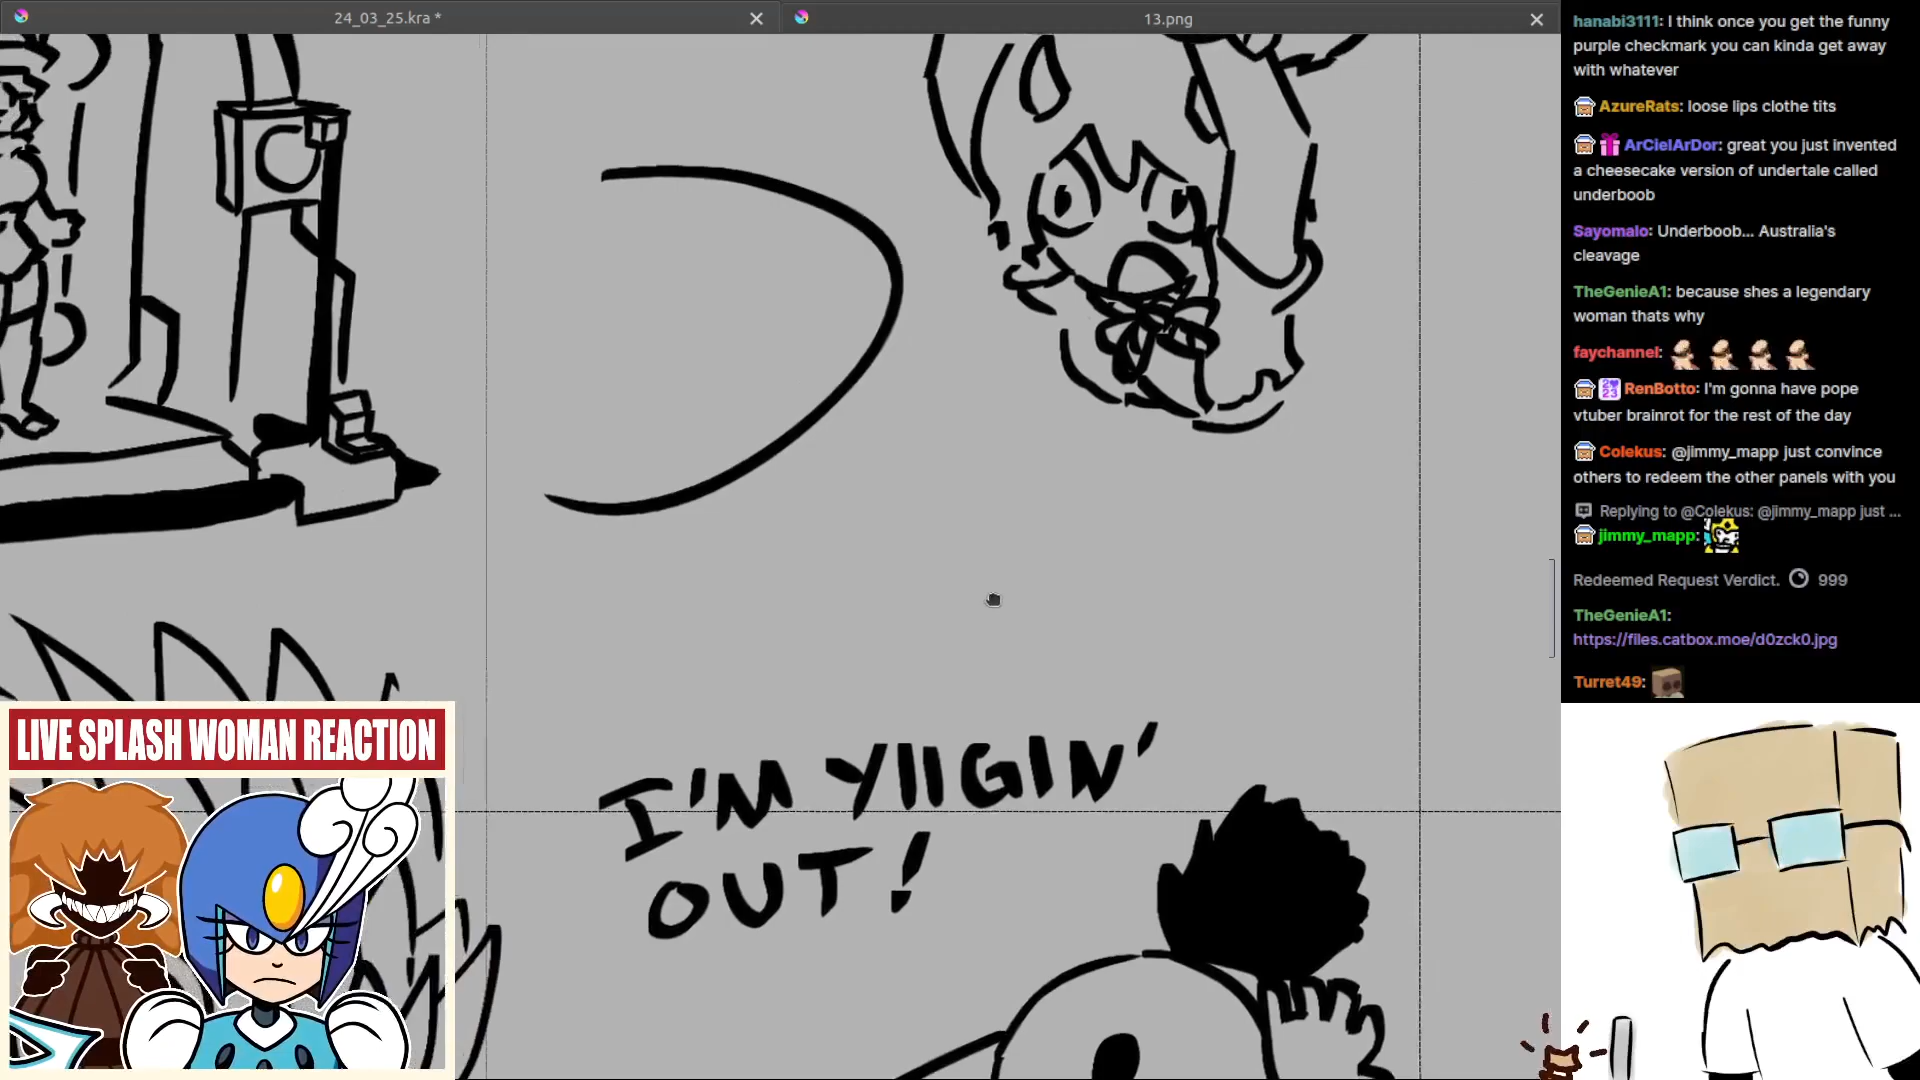 24_03_25.kra *
13.png
I'M YIIGIN'
OUT!
LIVE SPLASH WOMAN REACTION
hanabi3111: I think once you get the funny
purple checkmark you can kinda get away
with whatever
AzureRats: loose lips clothe tits
ArCielArDor: great you just invented
a cheesecake version of undertale called
underboob
Sayomalo: Underboob... Australia's
cleavage
TheGenieA1: because shes a legendary
woman thats why
faychannel:
2 23 RenBotto: I'm gonna have pope
vtuber brainrot for the rest of the day
Colekus: @jimmy_mapp just convince
others to redeem the other panels with you
Replying to @Colekus: @jimmy_mapp just ...
jimmy_mapp:
Redeemed Request Verdict. 999
TheGenieA1:
https://files.catbox.moe/d0zck0.jpg
Turret49: